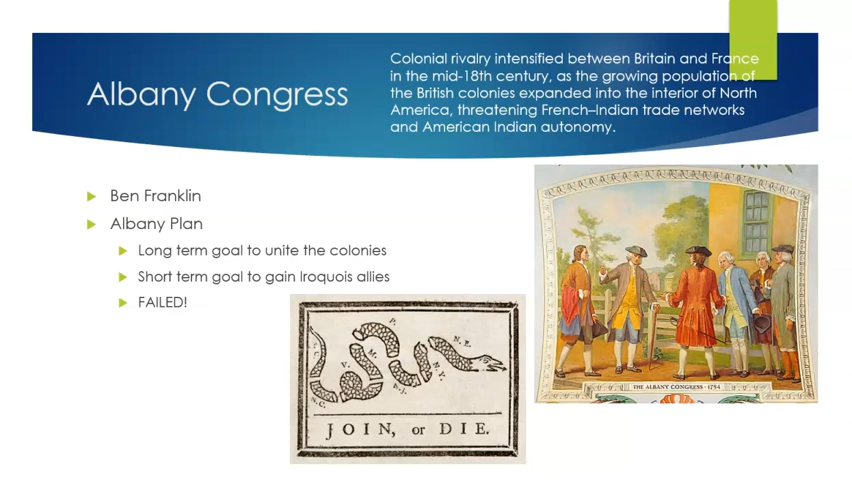 Albany Congress
Colonial rivalry intensified between Britain and France
in the mid-18th century, as the growing population of
the British colonies expanded into the interior of North
America, threatening French–Indian trade networks
and American Indian autonomy.
Ben Franklin
Albany Plan
Long term goal to unite the colonies
Short term goal to gain Iroquois allies
FAILED!
S.C.
N.C.
V.
M.
P.
N.J.
N.Y.
N.E.
JOIN, or DIE.
THE ALBANY CONGRESS · 1754